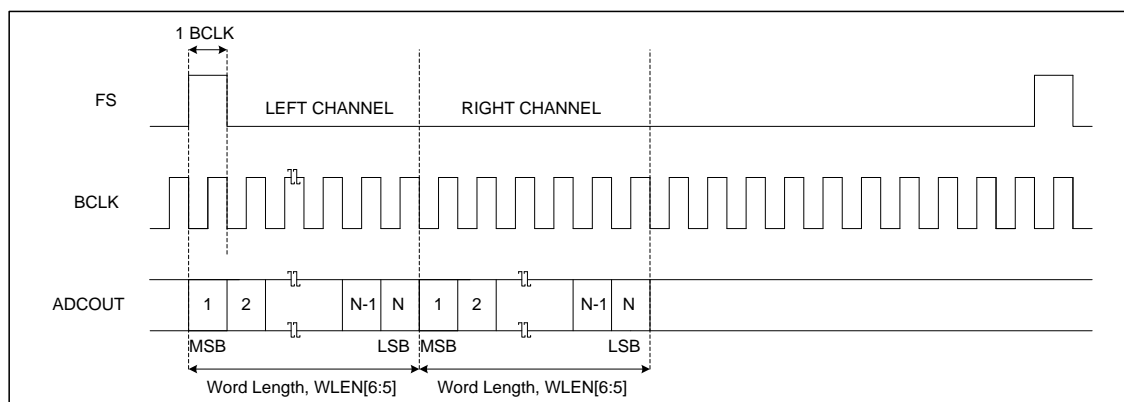 1 BCLK
FS
LEFT CHANNEL
RIGHT CHANNEL
BCLK
ADCOUT
1
2
N-1
N
1
2
N-1
N
MSB
LSB
MSB
LSB
Word Length, WLEN[6:5]
Word Length, WLEN[6:5]